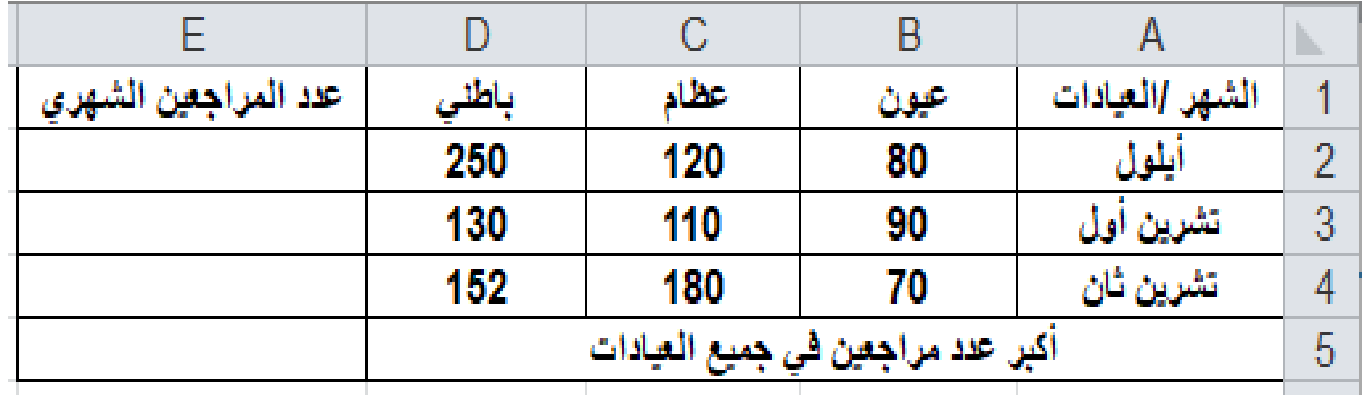 A B C D E
1 الشهر /العيادات عيون عظام باطني عدد المراجعين الشهري
2 أيلول 80 120 250
3 تشرين أول 90 110 130
4 تشرين ثان 70 180 152
5 أكبر عدد مراجعين في جميع العيادات